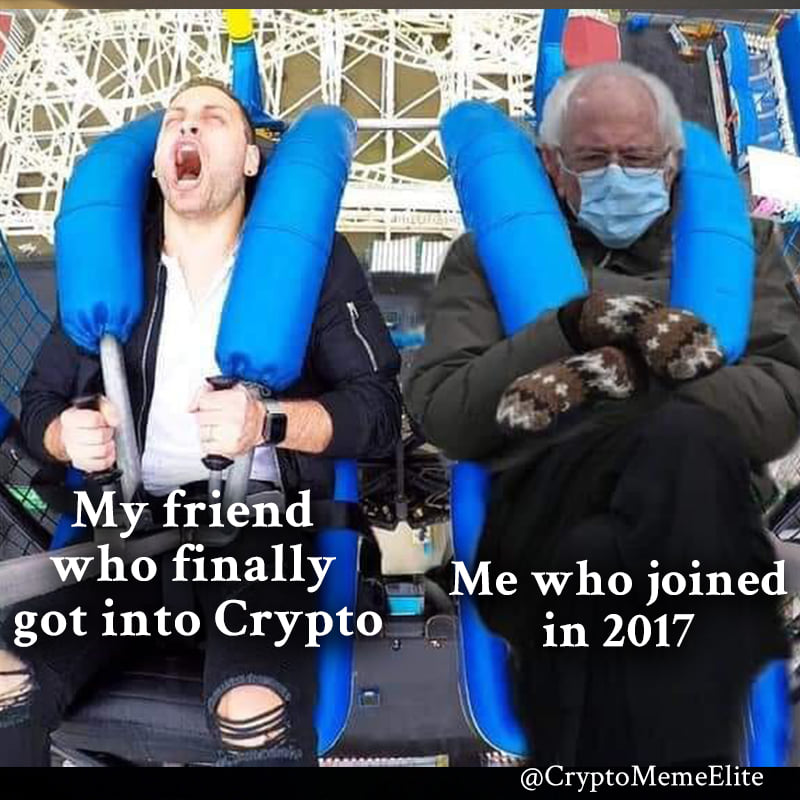 My friend
who finally
got into Crypto
Me who joined
in 2017
@CryptoMemeElite